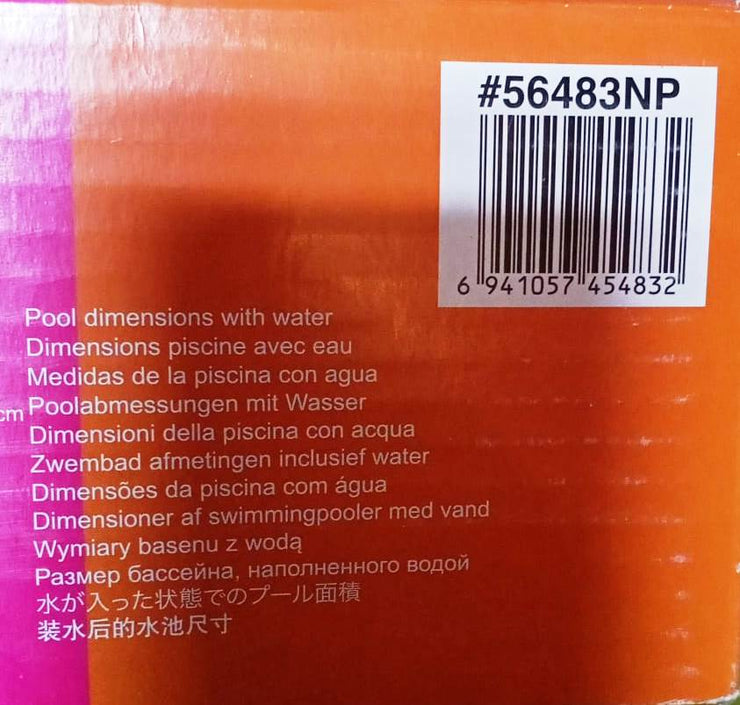 #56483NP
6 941057 454832
Pool dimensions with water
Dimensions piscine avec eau
Medidas de la piscina con agua
cm Poolabmessungen mit Wasser
Dimensioni della piscina con acqua
Zwembad afmetingen inclusief water
Dimensões da piscina com água
Dimensioner af swimmingpooler med vand
Wymiary basenu z wodą
Размер бассейна, наполненного водой
水が入った状態でのプール面積
装水后的水池尺寸